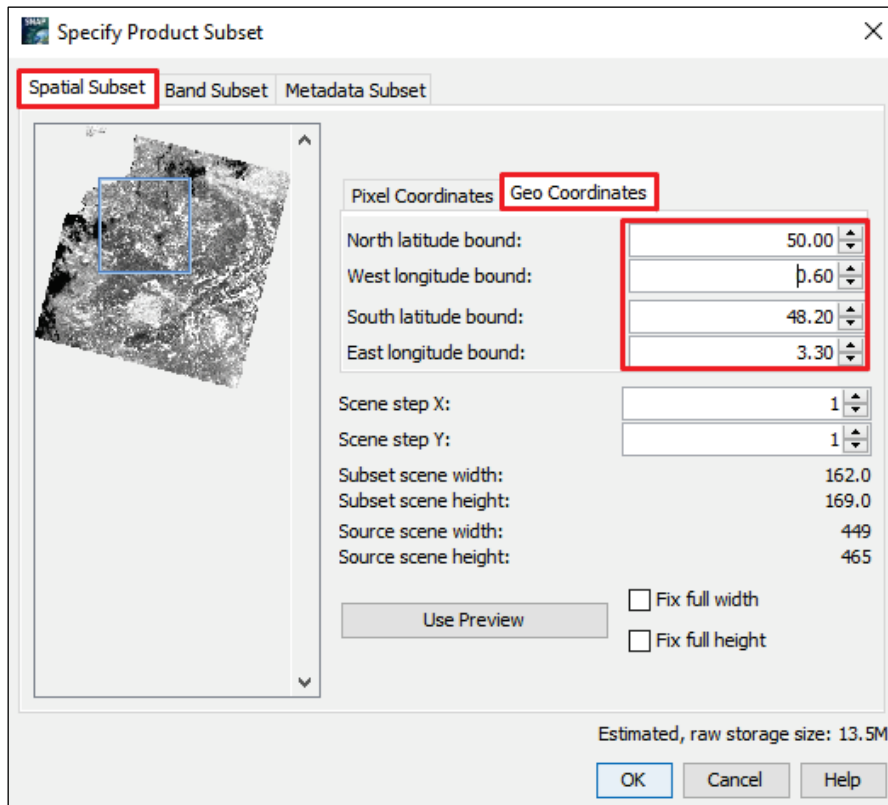 SNAP
Specify Product Subset
Spatial Subset Band Subset Metadata Subset
Pixel Coordinates Geo Coordinates
North latitude bound: 50.00
West longitude bound: 0.60
South latitude bound: 48.20
East longitude bound: 3.30
Scene step X: 1
Scene step Y: 1
Subset scene width: 162.0
Subset scene height: 169.0
Source scene width: 449
Source scene height: 465
Use Preview
Fix full width
Fix full height
Estimated, raw storage size: 13.5M
OK Cancel Help